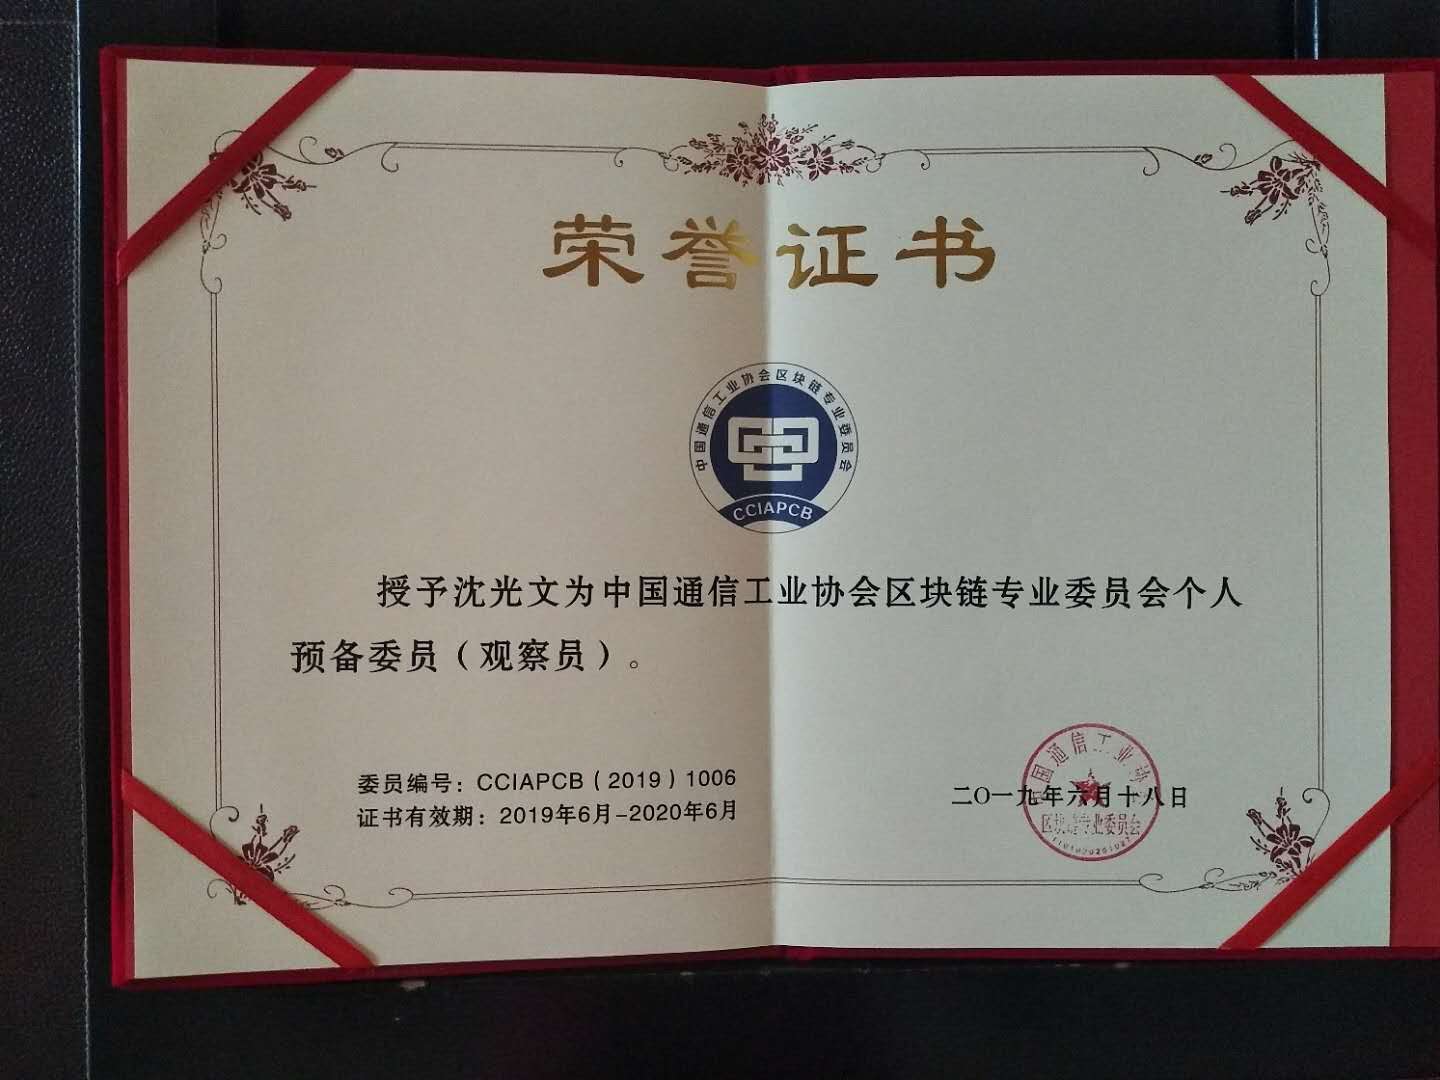 荣誉证书
中国通信工业协会区块链专业委员会
CCIAPCB
授予沈光文为中国通信工业协会区块链专业委员会个人
预备委员（观察员）。
委员编号：CCIAPCB（2019）1006
证书有效期：2019年6月-2020年6月
二〇一九年六月十八日
中国通信工业协会
区块链专业委员会